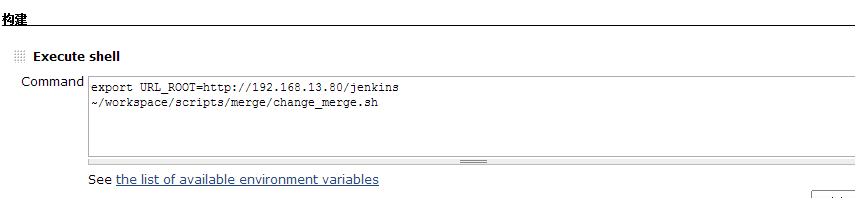 构建
Execute shell
Command
export URL_ROOT=http://192.168.13.80/jenkins
~/workspace/scripts/merge/change_merge.sh
See the list of available environment variables